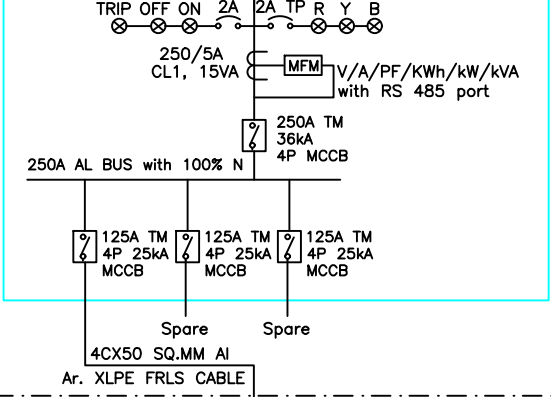 TRIP OFF ON 2A 2A TP R Y B
250/5A
CL1, 15VA
MFM
V/A/PF/KWh/kW/kVA
with RS 485 port
250A TM
36kA
4P MCCB
250A AL BUS with 100% N
125A TM
4P 25kA
MCCB
125A TM
4P 25kA
MCCB
125A TM
4P 25kA
MCCB
Spare
Spare
4CX50 SQ.MM Al
Ar. XLPE FRLS CABLE